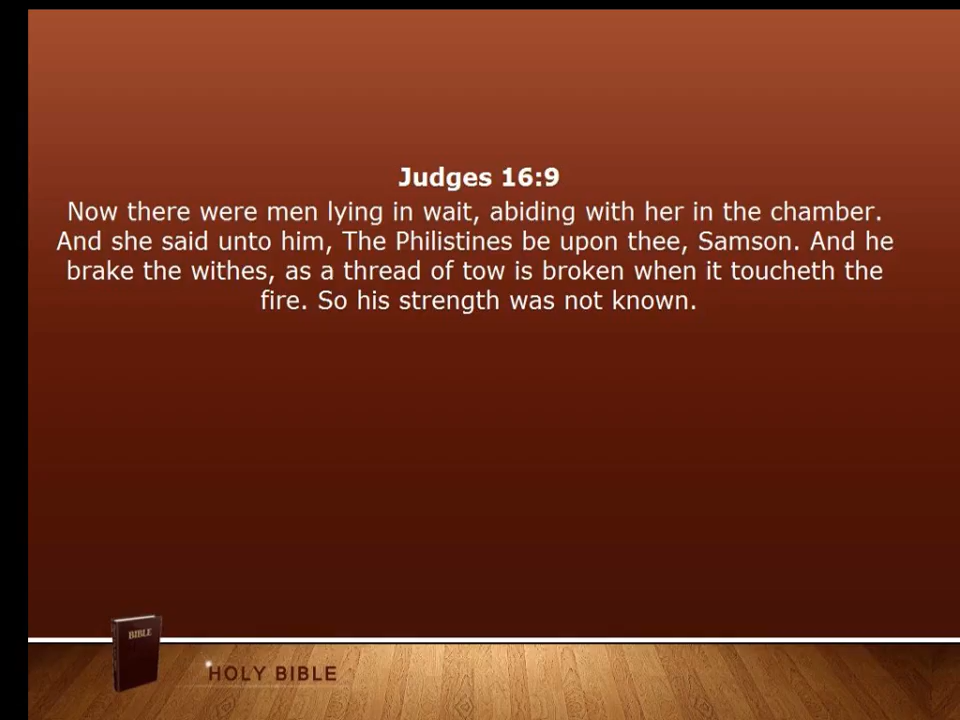 Judges 16:9
Now there were men lying in wait, abiding with her in the chamber.
And she said unto him, The Philistines be upon thee, Samson. And he
brake the withes, as a thread of tow is broken when it toucheth the
fire. So his strength was not known.
BIBLE
HOLY BIBLE